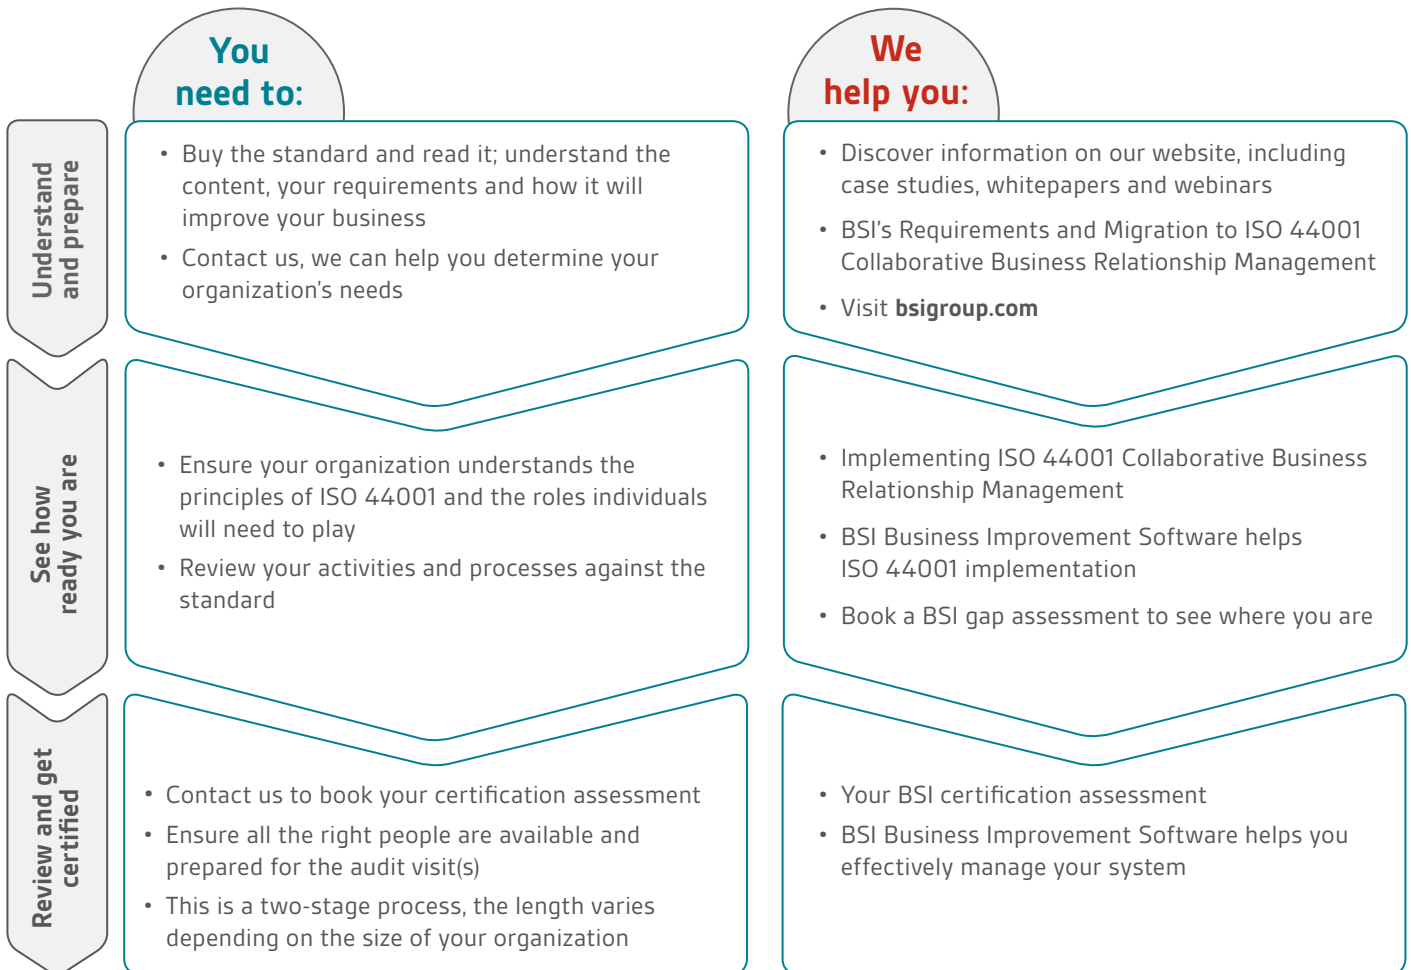 You
need to:
We
help you:
Understand
and prepare
• Buy the standard and read it; understand the
content, your requirements and how it will
improve your business
• Contact us, we can help you determine your
organization's needs
• Discover information on our website, including
case studies, whitepapers and webinars
• BSI's Requirements and Migration to ISO 44001
Collaborative Business Relationship Management
• Visit bsigroup.com
See how
ready you are
• Ensure your organization understands the
principles of ISO 44001 and the roles individuals
will need to play
• Review your activities and processes against the
standard
• Implementing ISO 44001 Collaborative Business
Relationship Management
• BSI Business Improvement Software helps
ISO 44001 implementation
• Book a BSI gap assessment to see where you are
Review and get
certified
• Contact us to book your certification assessment
• Ensure all the right people are available and
prepared for the audit visit(s)
• This is a two-stage process, the length varies
depending on the size of your organization
• Your BSI certification assessment
• BSI Business Improvement Software helps you
effectively manage your system